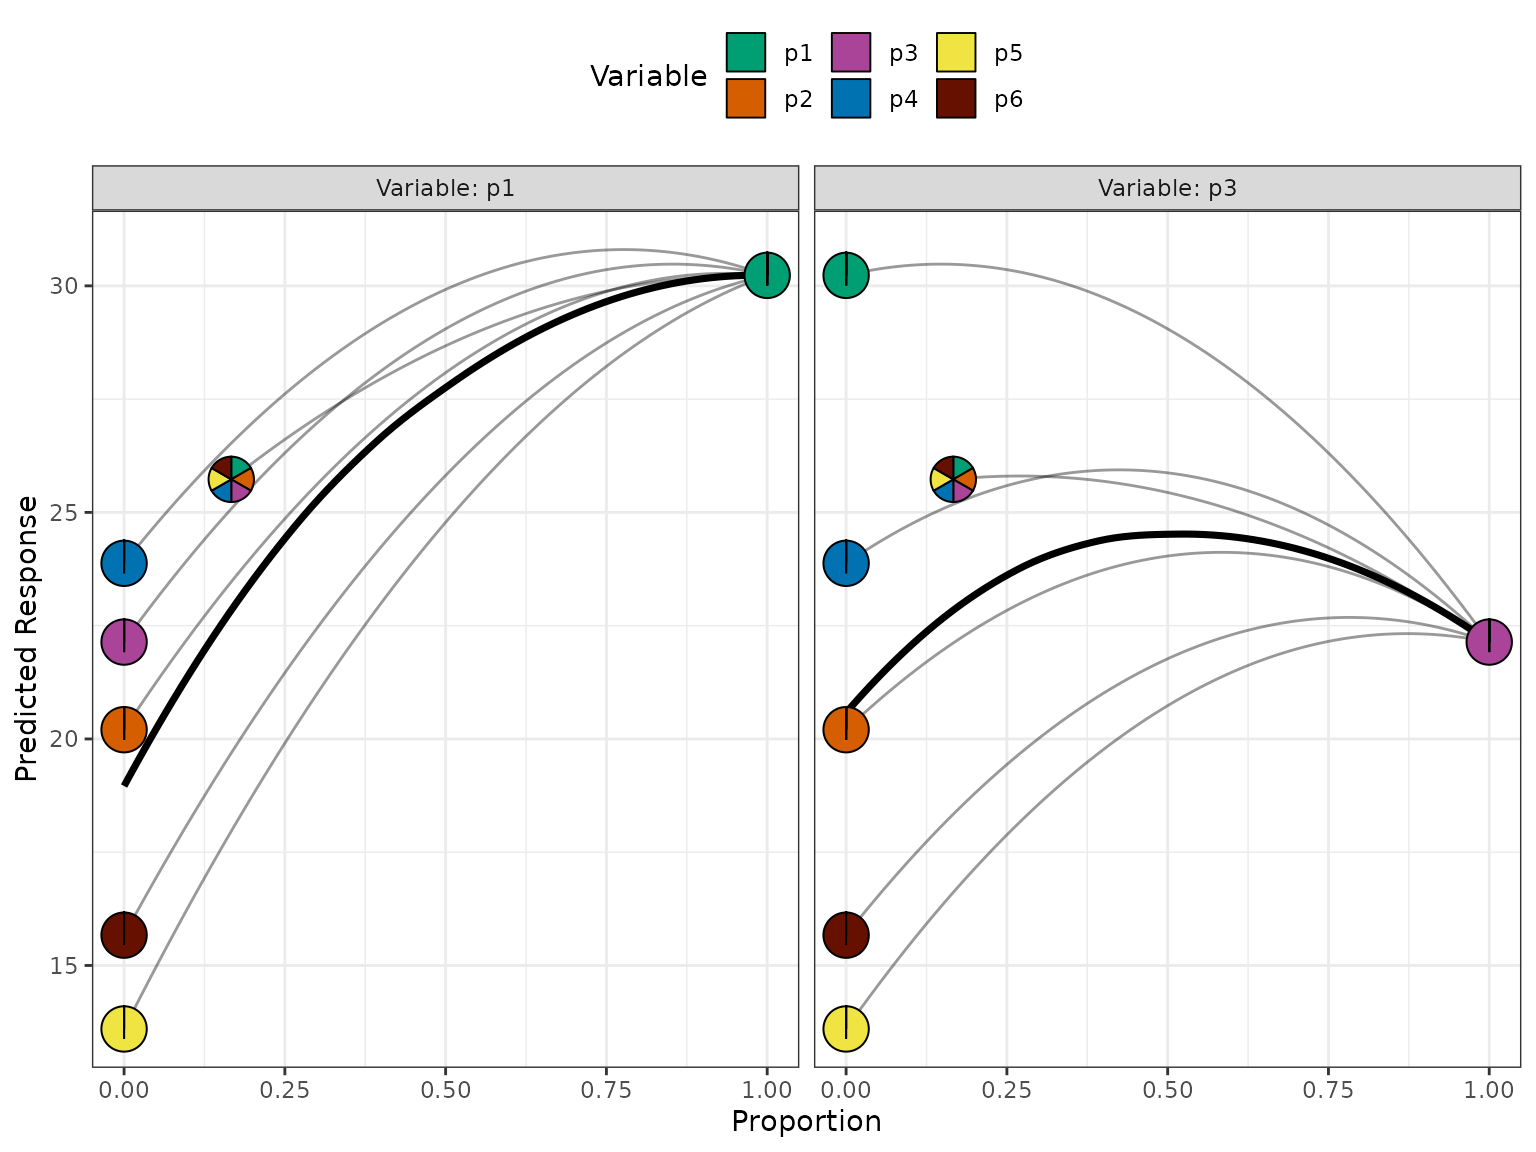 Variable
p1 p3 p5
p2 p4 p6
Variable: p1
Variable: p3
Predicted Response
30
25
20
15
0.00 0.25 0.50 0.75 1.00
0.00 0.25 0.50 0.75 1.00
Proportion